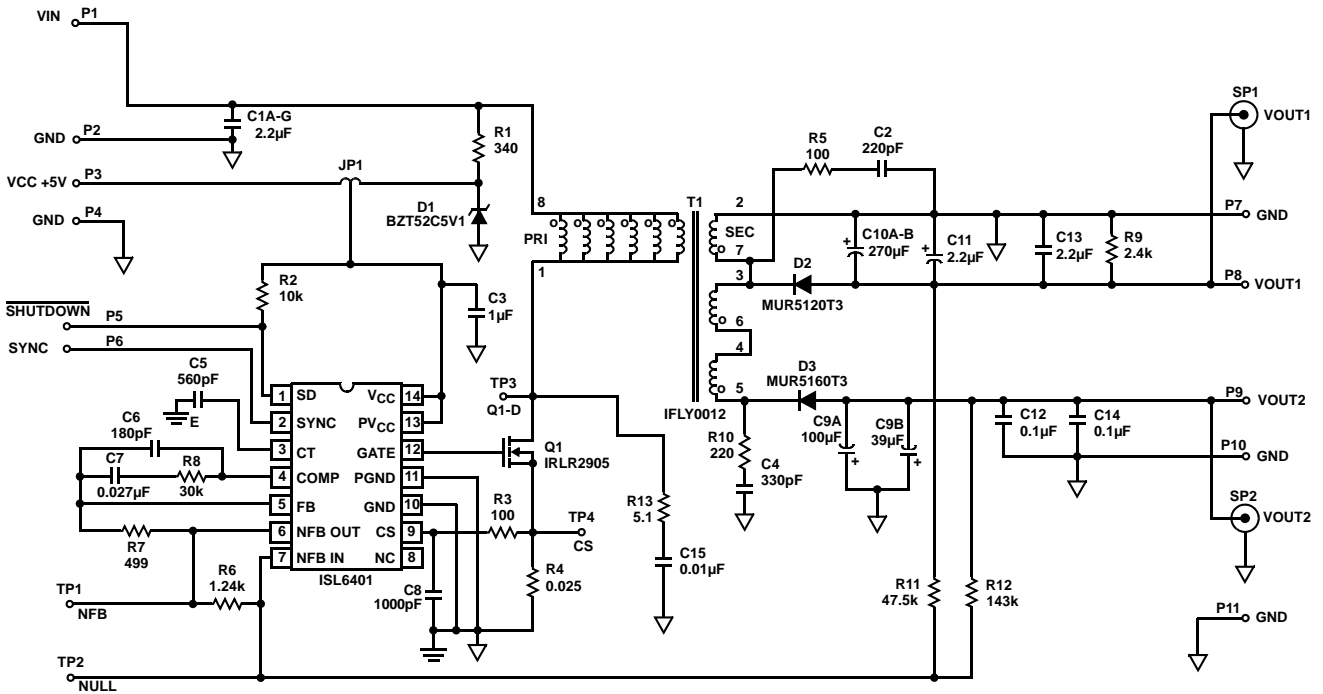 VIN P1
C1A-G
2.2µF
GND P2
R1
340
VCC +5V P3
JP1
D1
BZT52C5V1
GND P4
R2
10k
C3
1µF
SHUTDOWN P5
SYNC P6
C5
560pF
E
C6
180pF
C7
0.027µF
R8
30k
R7
499
R6
1.24k
TP1
NFB
TP2
NULL
1 SD
2 SYNC
3 CT
4 COMP
5 FB
6 NFB OUT
7 NFB IN
VCC 14
PVCC 13
GATE 12
PGND 11
GND 10
CS 9
NC 8
ISL6401
C8
1000pF
R3
100
R4
0.025
TP4
CS
TP3
Q1-D
Q1
IRLR2905
R13
5.1
C15
0.01µF
8
PRI
1
T1
2
SEC
7
3
6
4
5
IFLY0012
R5
100
C2
220pF
C10A-B
270µF
C11
2.2µF
C13
2.2µF
R9
2.4k
D2
MUR5120T3
D3
MUR5160T3
R10
220
C4
330pF
C9A
100µF
C9B
39µF
C12
0.1µF
C14
0.1µF
R11
47.5k
R12
143k
SP1
VOUT1
P7 GND
P8 VOUT1
P9 VOUT2
P10 GND
SP2
VOUT2
P11 GND
+
+
+
+